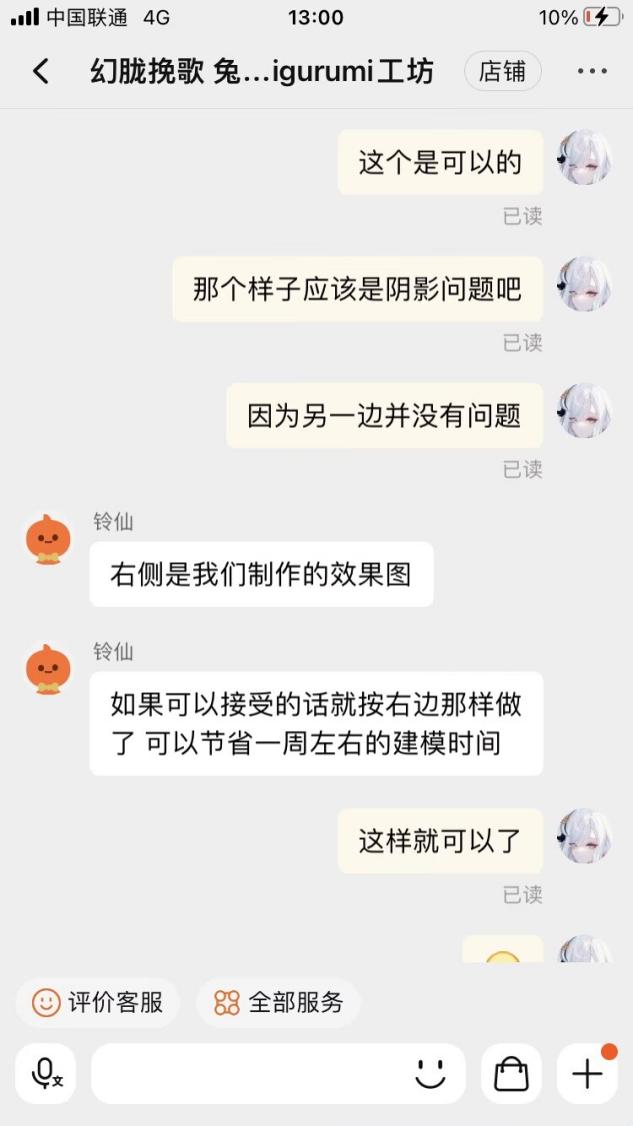 中国联通 4G 13:00 10%
幻胧挽歌 兔...igurumi工坊 店铺
这个是可以的
已读
那个样子应该是阴影问题吧
已读
因为另一边并没有问题
已读
铃仙
右侧是我们制作的效果图
铃仙
如果可以接受的话就按右边那样做
了 可以节省一周左右的建模时间
这样就可以了
已读
评价客服 全部服务
文